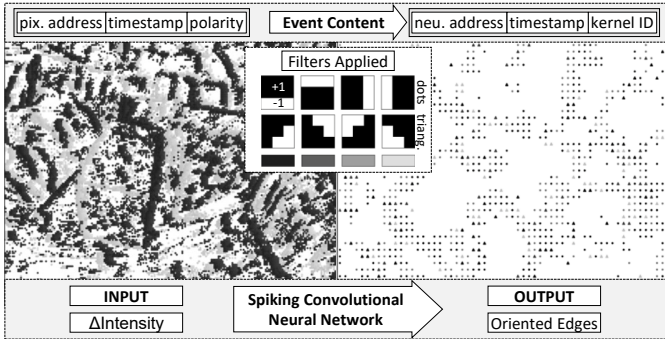 pix. address timestamp polarity
Event Content
neu. address timestamp kernel ID
Filters Applied
+1
-1
dots
triang.
INPUT
ΔIntensity
Spiking Convolutional
Neural Network
OUTPUT
Oriented Edges